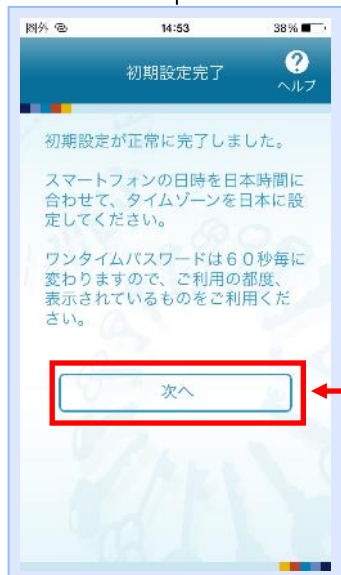 圏外 14:53 38%
初期設定完了
?
ヘルプ
初期設定が正常に完了しました。
スマートフォンの日時を日本時間に
合わせて、タイムゾーンを日本に設
定してください。
ワンタイムパスワードは６０秒毎に
変わりますので、ご利用の都度、
表示されているものをご利用くだ
さい。
次へ